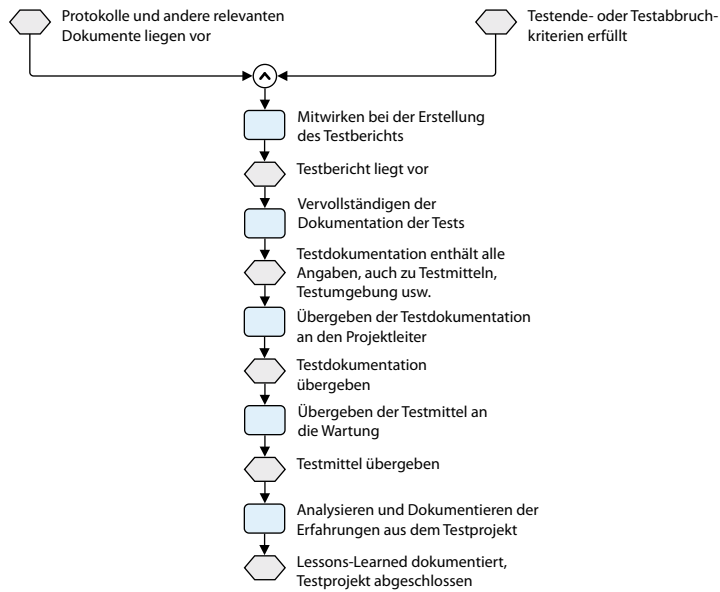 Protokolle und andere relevanten
Dokumente liegen vor
Testende- oder Testabbruch-
kriterien erfüllt
Mitwirken bei der Erstellung
des Testberichts
Testbericht liegt vor
Vervollständigen der
Dokumentation der Tests
Testdokumentation enthält alle
Angaben, auch zu Testmitteln,
Testumgebung usw.
Übergeben der Testdokumentation
an den Projektleiter
Testdokumentation
übergeben
Übergeben der Testmittel an
die Wartung
Testmittel übergeben
Analysieren und Dokumentieren der
Erfahrungen aus dem Testprojekt
Lessons-Learned dokumentiert,
Testprojekt abgeschlossen